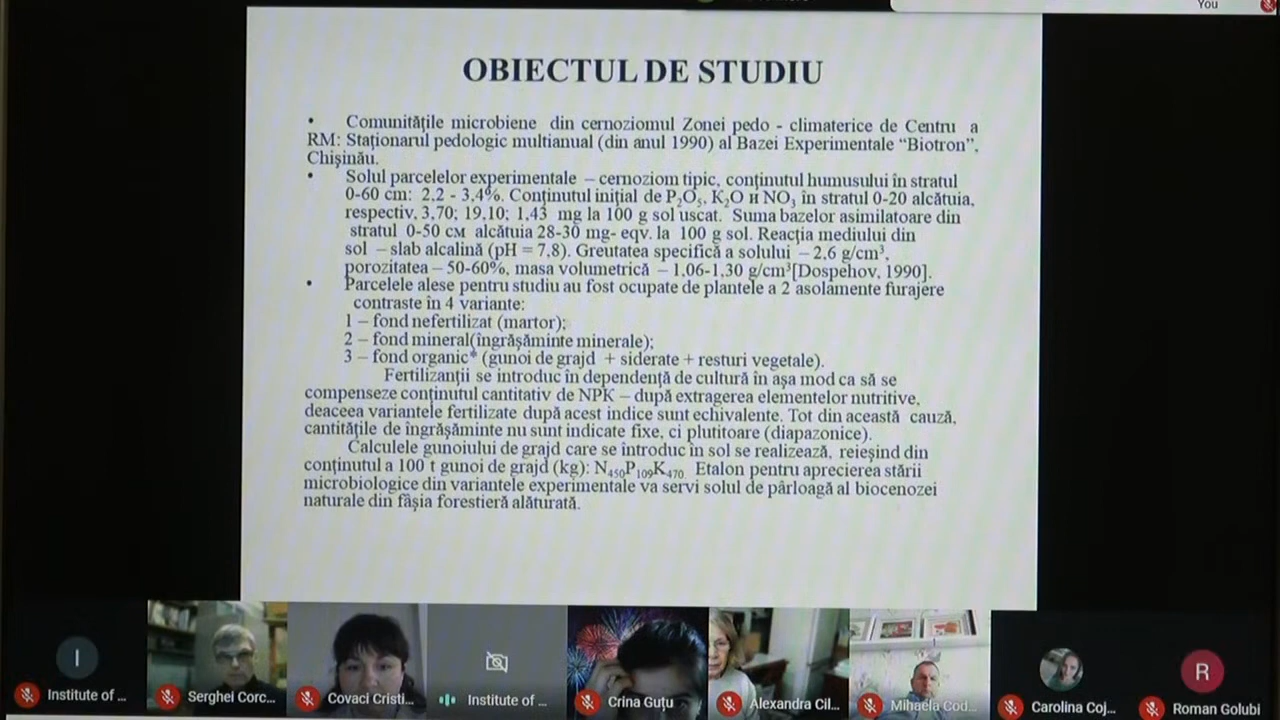 You
OBIECTUL DE STUDIU
• Comunitățile microbiene din cernoziomul Zonei pedo - climaterice de Centru a
RM: Staționarul pedologic multianual (din anul 1990) al Bazei Experimentale “Biotron”,
Chișinău.
• Solul parcelelor experimentale – cernoziom tipic, conținutul humusului în stratul
0-60 cm: 2,2 - 3,4%. Conținutul inițial de P₂O₅, K₂O и NO₃ în stratul 0-20 alcătuia,
respectiv, 3,70; 19,10; 1,43 mg la 100 g sol uscat. Suma bazelor asimilatoare din
stratul 0-50 см alcătuia 28-30 mg- eqv. la 100 g sol. Reacția mediului din
sol – slab alcalină (pH = 7,8). Greutatea specifică a solului – 2,6 g/cm³,
porozitatea – 50-60%, masa volumetrică – 1,06-1,30 g/cm³[Dospehov, 1990].
• Parcelele alese pentru studiu au fost ocupate de plantele a 2 asolamente furajere
contraste în 4 variante:
1 – fond nefertilizat (martor);
2 – fond mineral(îngrășăminte minerale);
3 – fond organic* (gunoi de grajd + siderate + resturi vegetale).
Fertilizanții se introduc în dependență de cultură în așa mod ca să se
compenseze conținutul cantitativ de NPK – după extragerea elementelor nutritive,
deaceea variantele fertilizate după acest indice sunt echivalente. Tot din această cauză,
cantitățile de îngrășăminte nu sunt indicate fixe, ci plutitoare (diapazonice).
Calculele gunoiului de grajd care se introduc în sol se realizează, reieșind din
conținutul a 100 t gunoi de grajd (kg): N₄₅₀P₁₀₉K₄₇₀. Etalon pentru aprecierea stării
microbiologice din variantele experimentale va servi solul de pârloagă al biocenozei
naturale din fâșia forestieră alăturată.
I
R
Institute of ...
Serghei Corc...
Covaci Cristi...
Institute of ...
Crina Guțu
Alexandra Cil...
Mihaela Cod...
Carolina Coj...
Roman Golubi